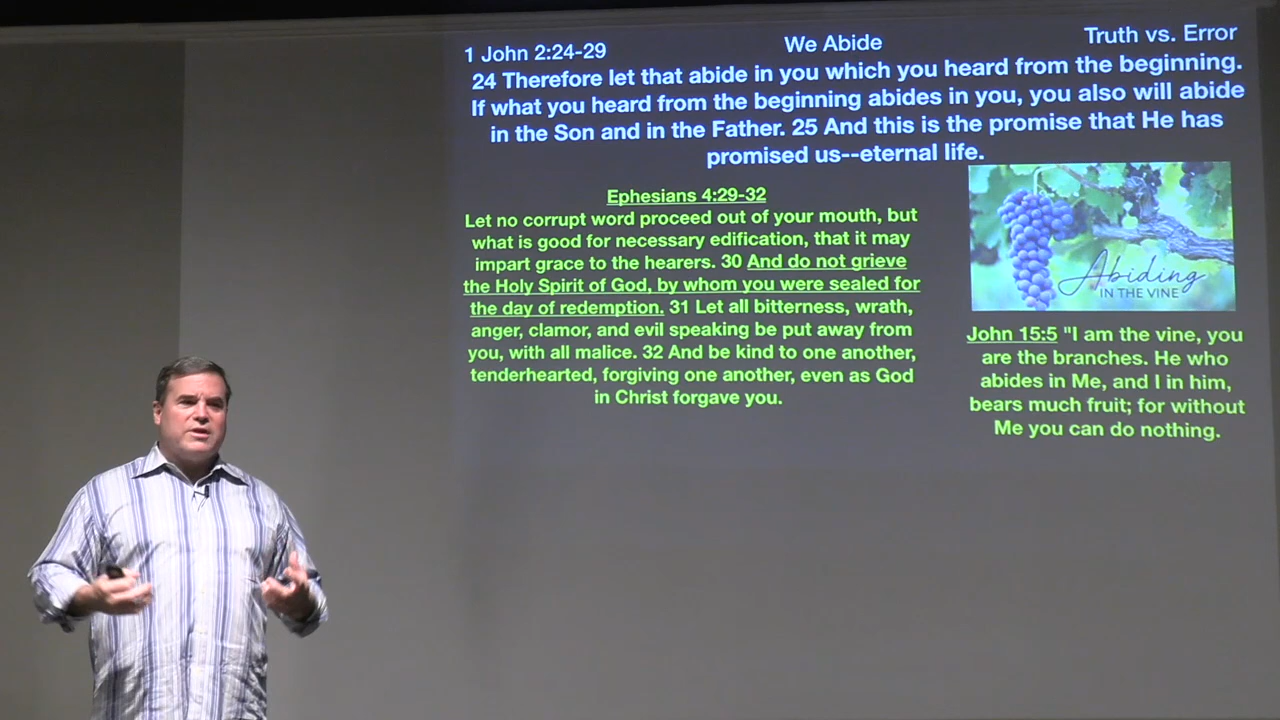 1 John 2:24-29 We Abide Truth vs. Error
24 Therefore let that abide in you which you heard from the beginning.
If what you heard from the beginning abides in you, you also will abide
in the Son and in the Father. 25 And this is the promise that He has
promised us--eternal life.
Ephesians 4:29-32
Let no corrupt word proceed out of your mouth, but
what is good for necessary edification, that it may
impart grace to the hearers. 30 And do not grieve
the Holy Spirit of God, by whom you were sealed for
the day of redemption. 31 Let all bitterness, wrath,
anger, clamor, and evil speaking be put away from
you, with all malice. 32 And be kind to one another,
tenderhearted, forgiving one another, even as God
in Christ forgave you.
Abiding
IN THE VINE
John 15:5 "I am the vine, you
are the branches. He who
abides in Me, and I in him,
bears much fruit; for without
Me you can do nothing.